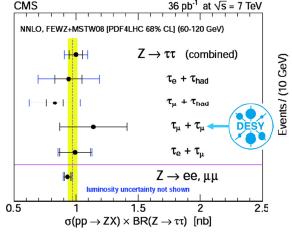 CMS 36 pb⁻¹ at √s = 7 TeV
NNLO, FEWZ+MSTW08 [PDF4LHC 68% CL] (60-120 GeV)
Z → ττ (combined)
τe + τhad
τμ + τhad
τμ + τμ
DESY
τe + τμ
Z → ee, μμ
luminosity uncertainty not shown
0.5 1 1.5 2 2.5
σ(pp → ZX) × BR(Z → ττ) [nb]
Events / (10 GeV)